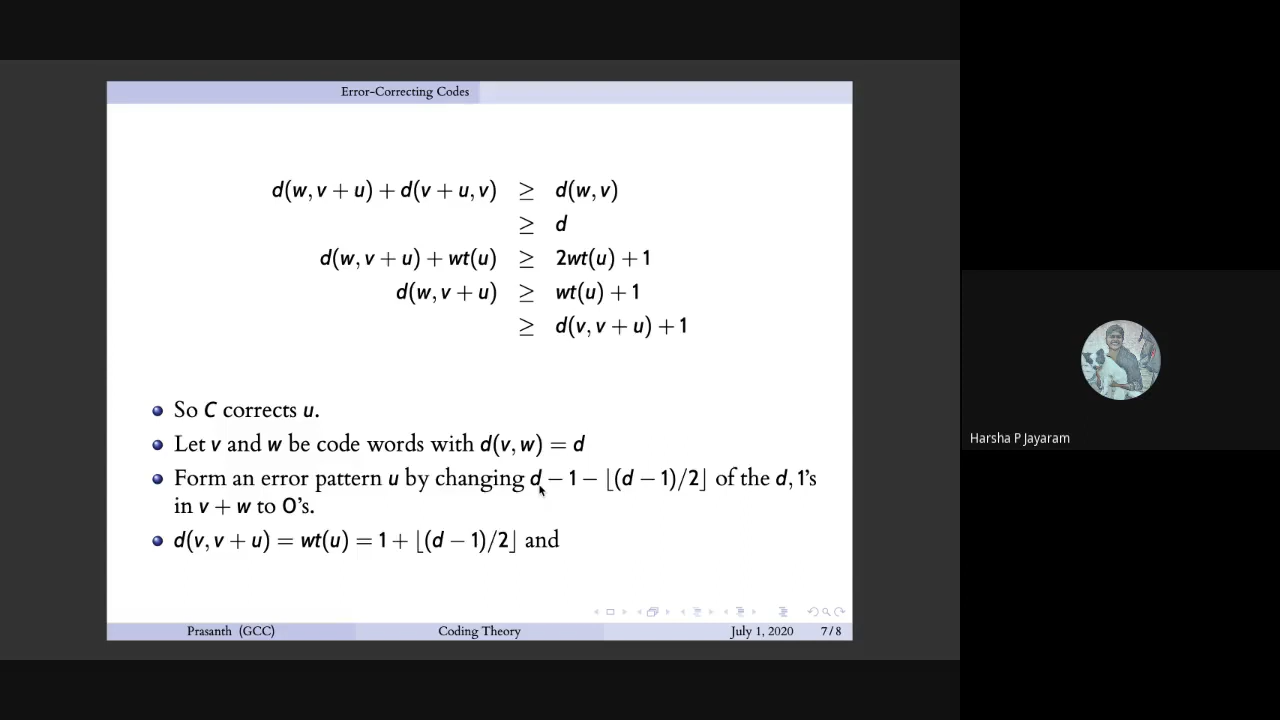 Error-Correcting Codes
d(w, v + u) + d(v + u, v) ≥ d(w, v)
≥ d
d(w, v + u) + wt(u) ≥ 2wt(u) + 1
d(w, v + u) ≥ wt(u) + 1
≥ d(v, v + u) + 1
So C corrects u.
Let v and w be code words with d(v, w) = d
Form an error pattern u by changing d − 1 − ⌊(d − 1)/2⌋ of the d, 1's
in v + w to O's.
d(v, v + u) = wt(u) = 1 + ⌊(d − 1)/2⌋ and
Prasanth (GCC) Coding Theory July 1, 2020 7/8
Harsha P Jayaram